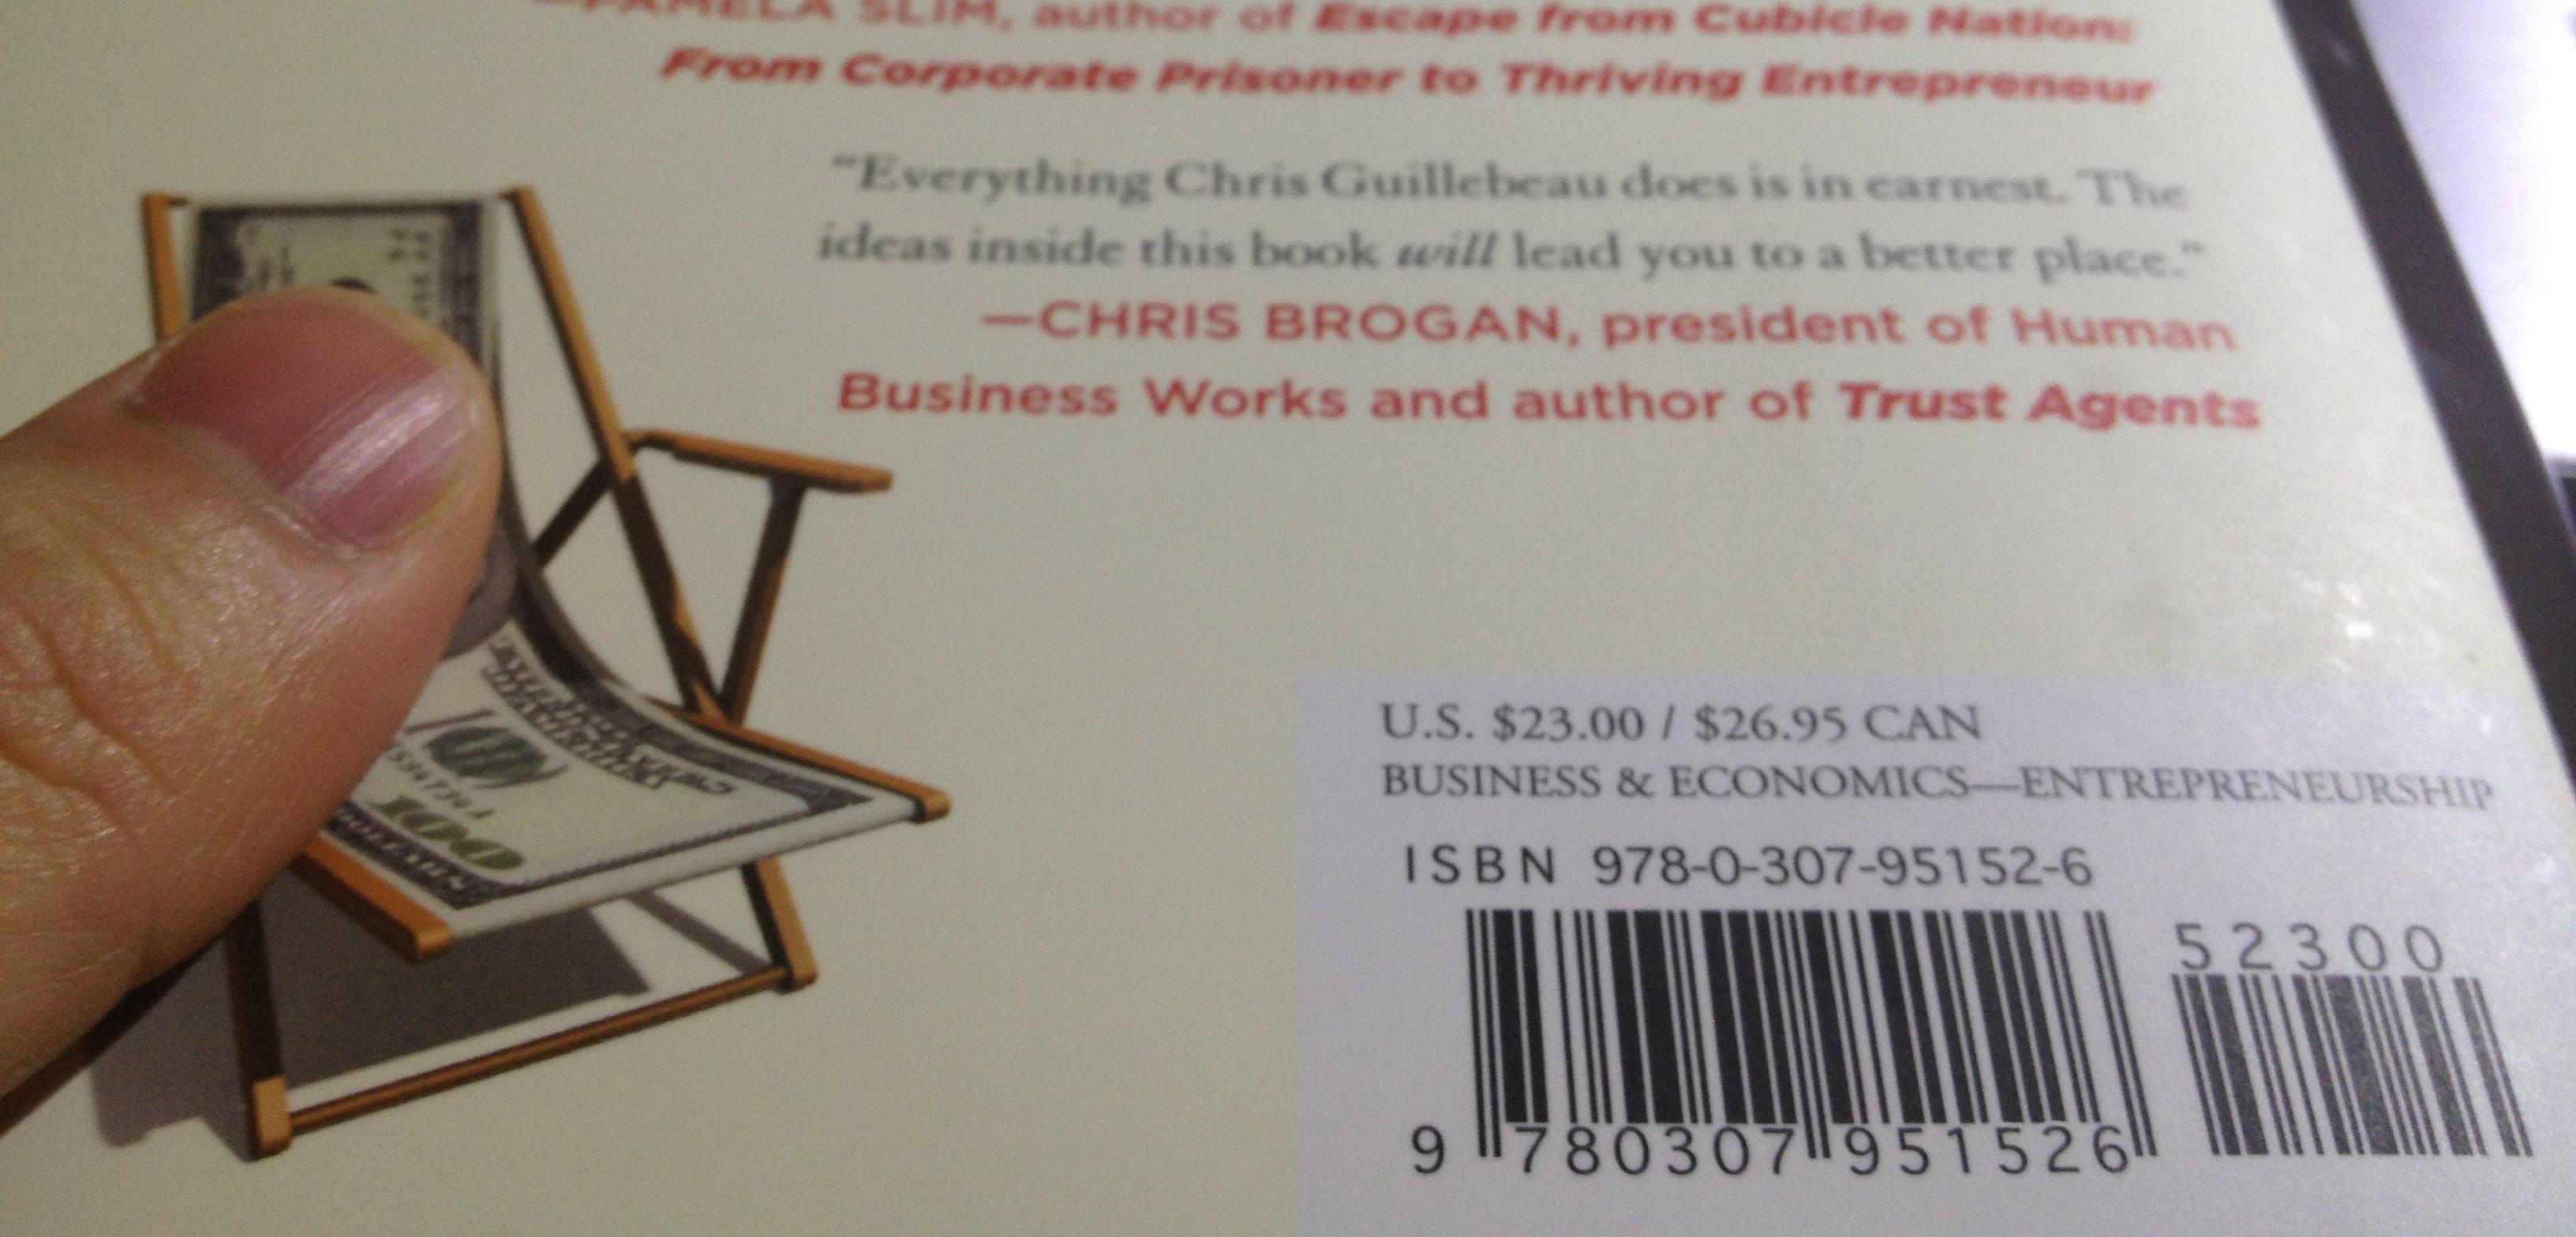 —PAMELA SLIM, author of Escape from Cubicle Nation:
From Corporate Prisoner to Thriving Entrepreneur
“Everything Chris Guillebeau does is in earnest. The
ideas inside this book will lead you to a better place.”
—CHRIS BROGAN, president of Human
Business Works and author of Trust Agents
U.S. $23.00 / $26.95 CAN
BUSINESS & ECONOMICS—ENTREPRENEURSHIP
ISBN 978-0-307-95152-6
52300
9 780307 951526
100